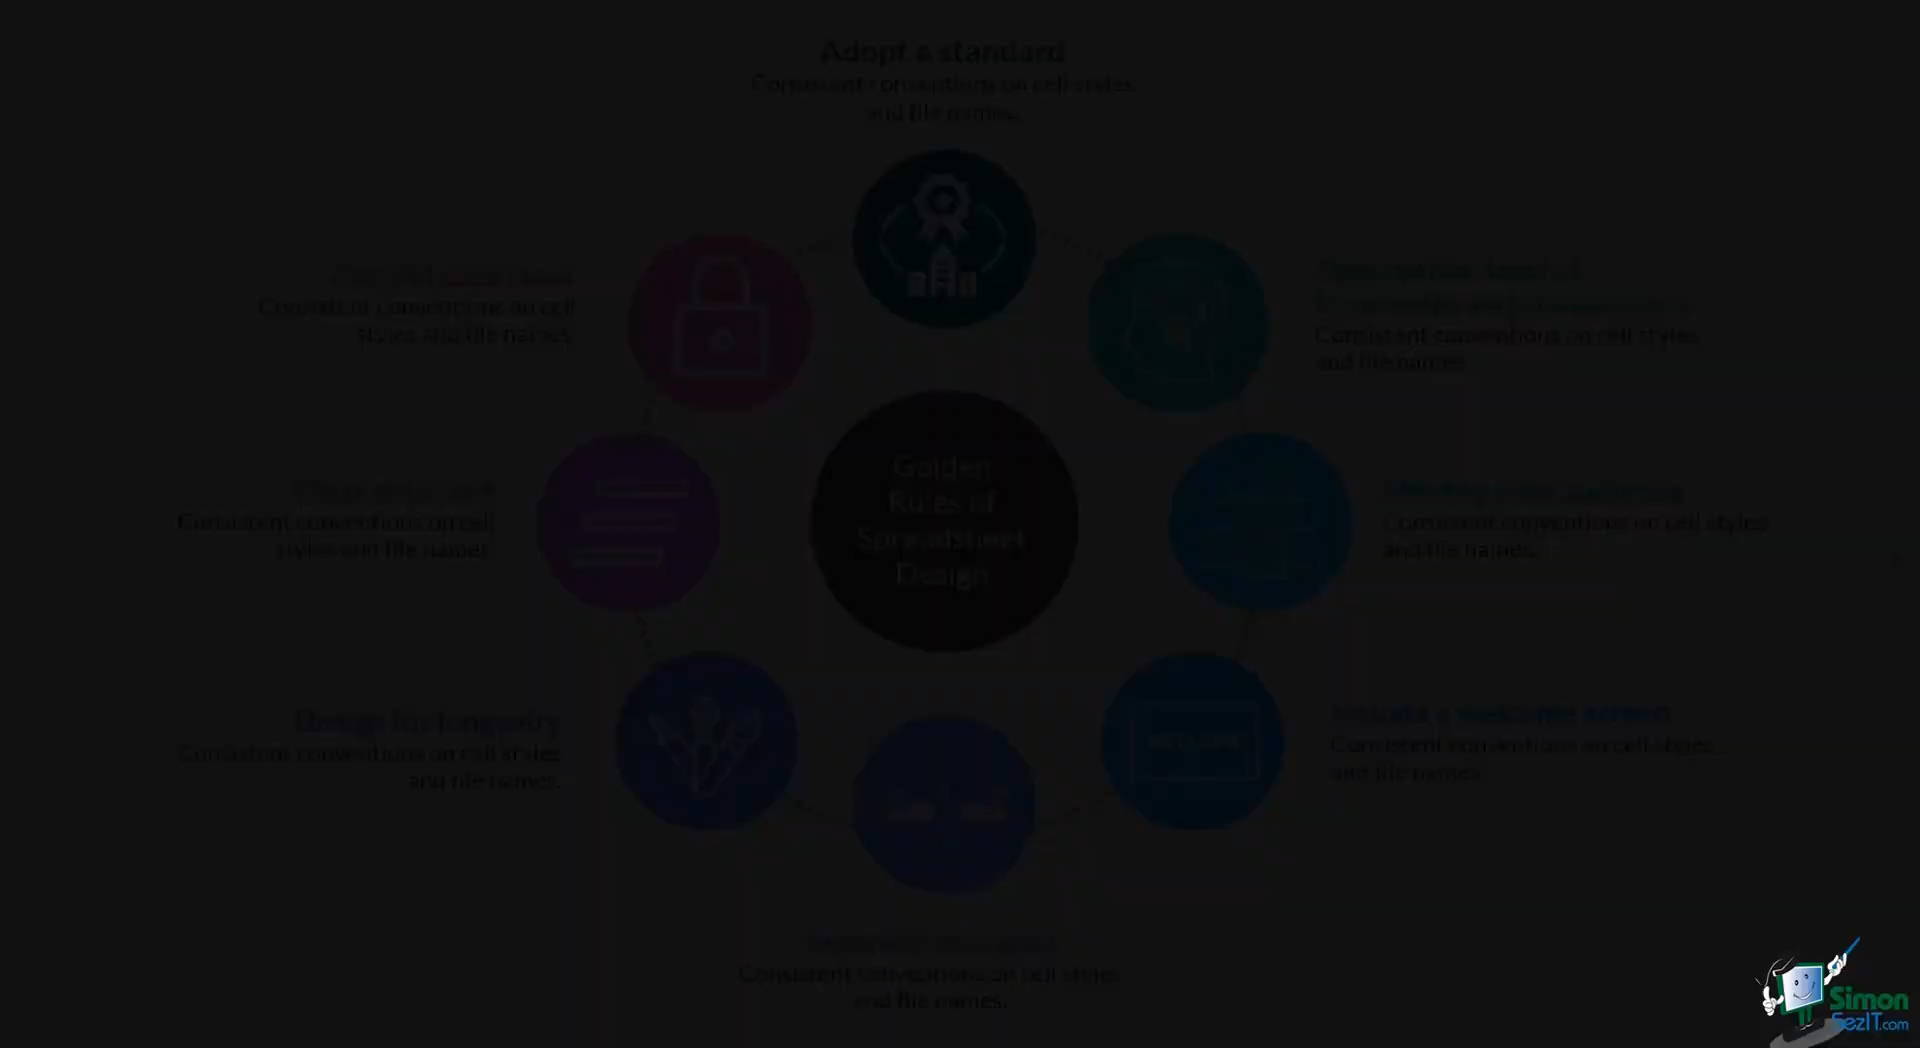 Adopt a standard
Consistent conventions on cell styles
and file names.
Consistent conventions on cell styles
and file names.
Consistent conventions on cell styles
and file names.
Include a welcome screen
Consistent conventions on cell styles
and file names.
WELCOME
Consistent conventions on cell styles
and file names.
Design for longevity
Consistent conventions on cell styles
and file names.
Consistent conventions on cell
styles and file names.
Consistent conventions on cell
styles and file names.
Golden
Rules of
Spreadsheet
Design
Simon
SezIT.com